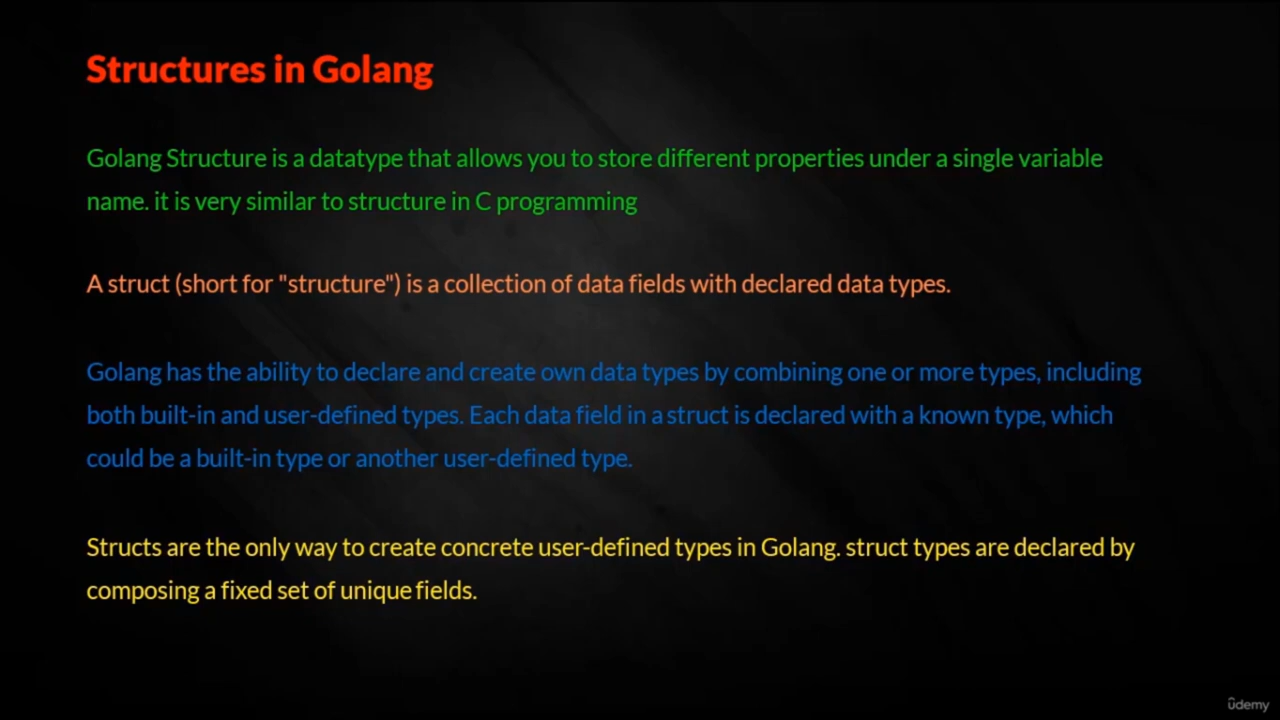 Structures in Golang
Golang Structure is a datatype that allows you to store different properties under a single variable
name. it is very similar to structure in C programming
A struct (short for "structure") is a collection of data fields with declared data types.
Golang has the ability to declare and create own data types by combining one or more types, including
both built-in and user-defined types. Each data field in a struct is declared with a known type, which
could be a built-in type or another user-defined type.
Structs are the only way to create concrete user-defined types in Golang. struct types are declared by
composing a fixed set of unique fields.
ûdemy